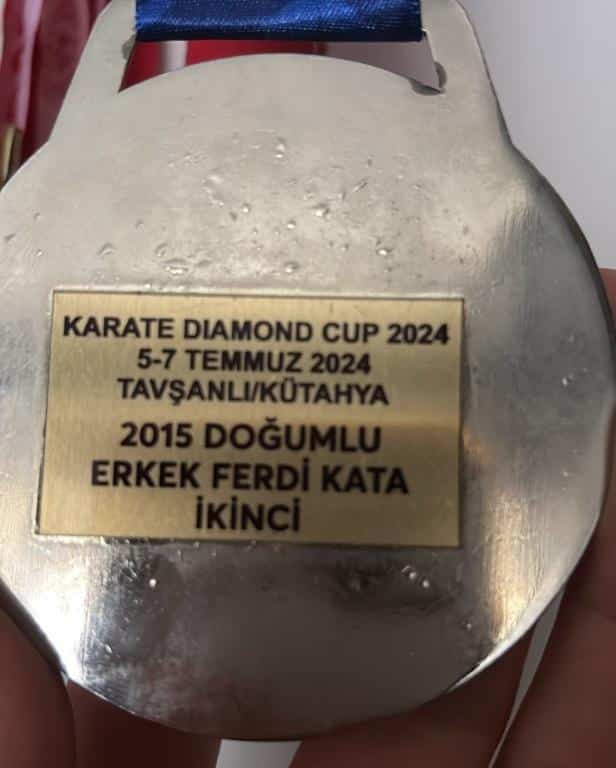 KARATE DIAMOND CUP 2024
5-7 TEMMUZ 2024
TAVŞANLI/KÜTAHYA
2015 DOĞUMLU
ERKEK FERDİ KATA
İKİNCİ